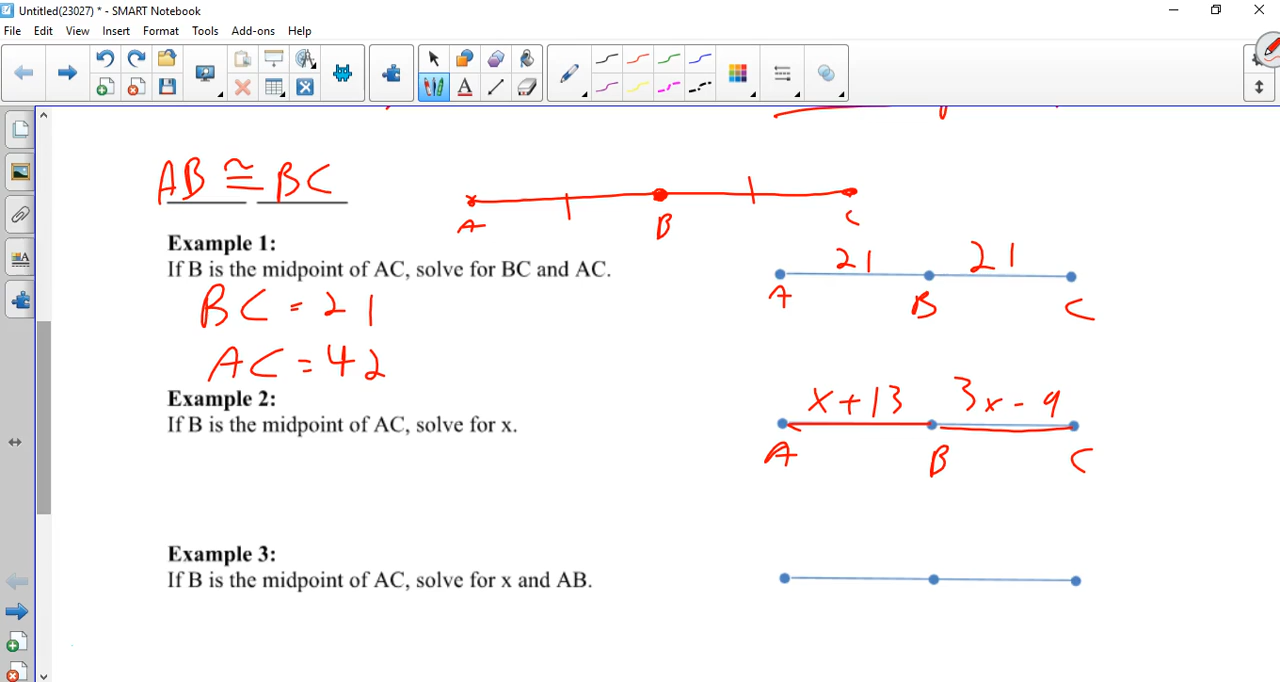 Untitled(23027) * - SMART Notebook
File Edit View Insert Format Tools Add-ons Help
AB ≅ BC
A B C
Example 1:
If B is the midpoint of AC, solve for BC and AC.
21 21
A B C
BC = 21
AC = 42
Example 2:
If B is the midpoint of AC, solve for x.
x + 13 3x - 9
A B C
Example 3:
If B is the midpoint of AC, solve for x and AB.